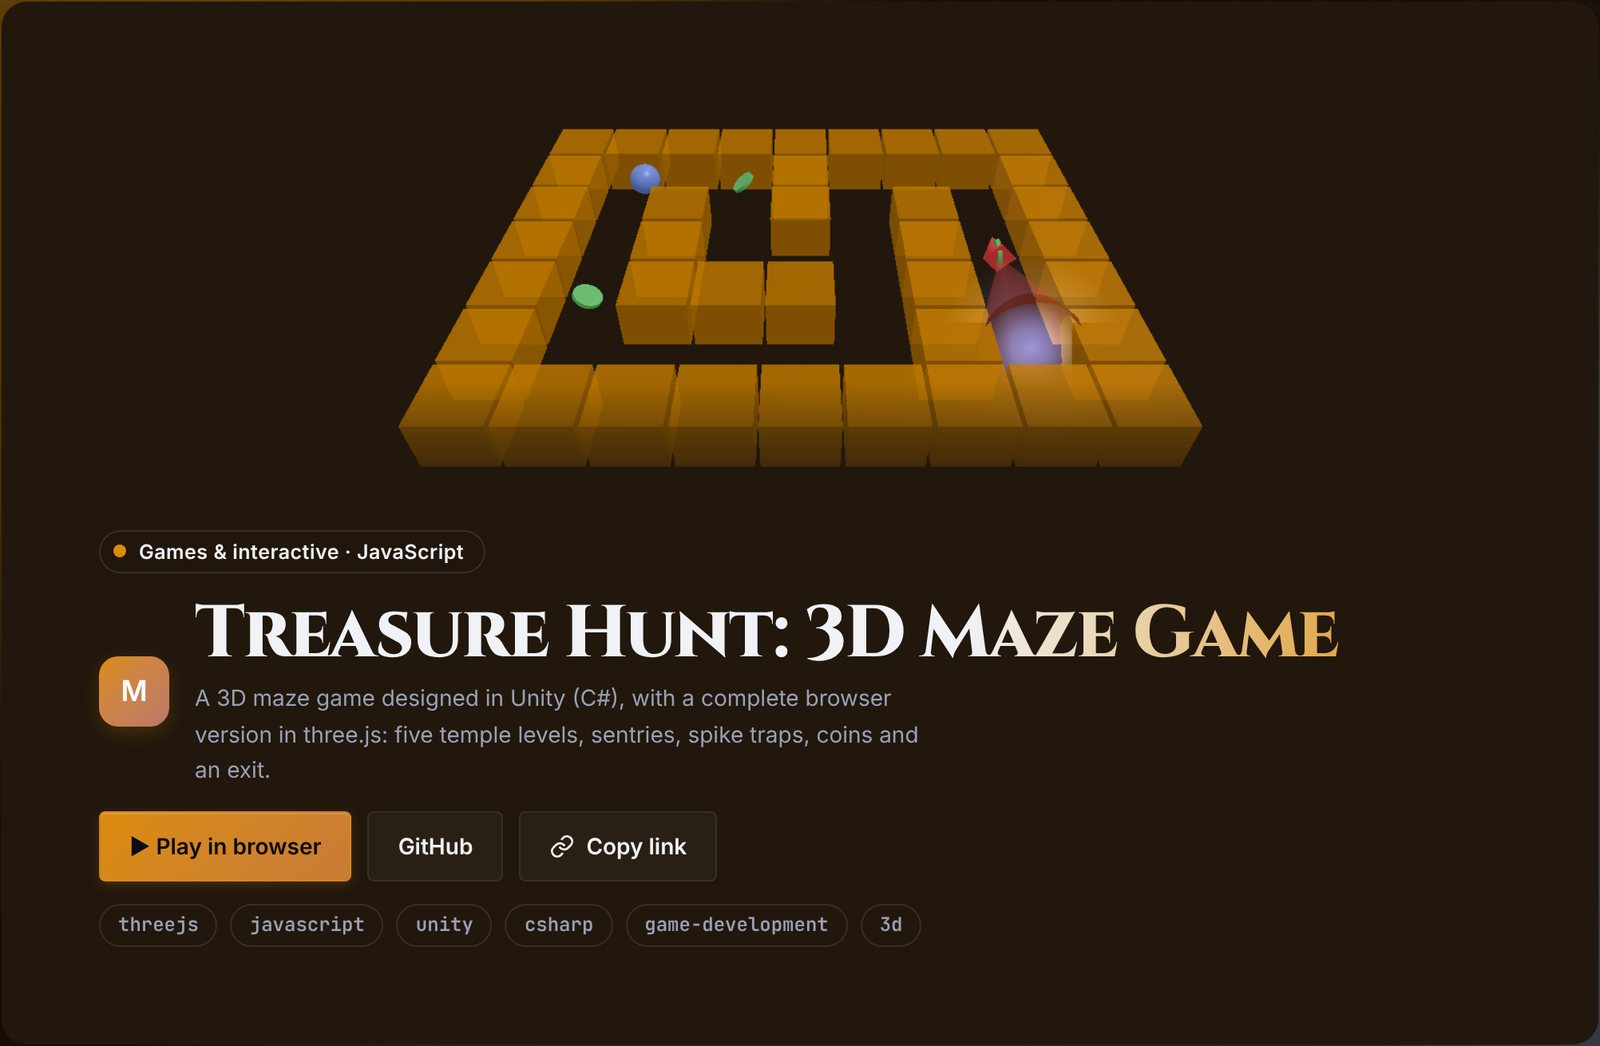 Games & interactive · JavaScript
Treasure Hunt: 3D Maze Game
M
A 3D maze game designed in Unity (C#), with a complete browser
version in three.js: five temple levels, sentries, spike traps, coins and
an exit.
▶ Play in browser
GitHub
Copy link
threejs
javascript
unity
csharp
game-development
3d